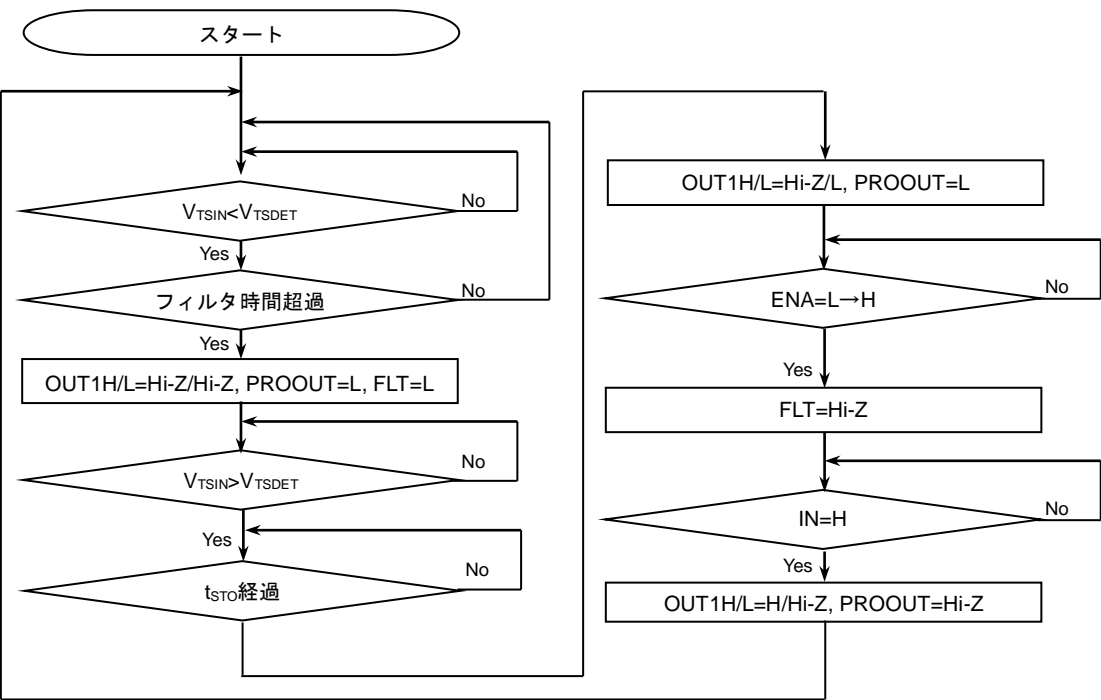 スタート
VTSIN<VTSDET
No
Yes
フィルタ時間超過
No
Yes
OUT1H/L=Hi-Z/Hi-Z, PROOUT=L, FLT=L
VTSIN>VTSDET
No
Yes
tSTO経過
No
OUT1H/L=Hi-Z/L, PROOUT=L
ENA=L→H
No
Yes
FLT=Hi-Z
IN=H
No
Yes
OUT1H/L=H/Hi-Z, PROOUT=Hi-Z